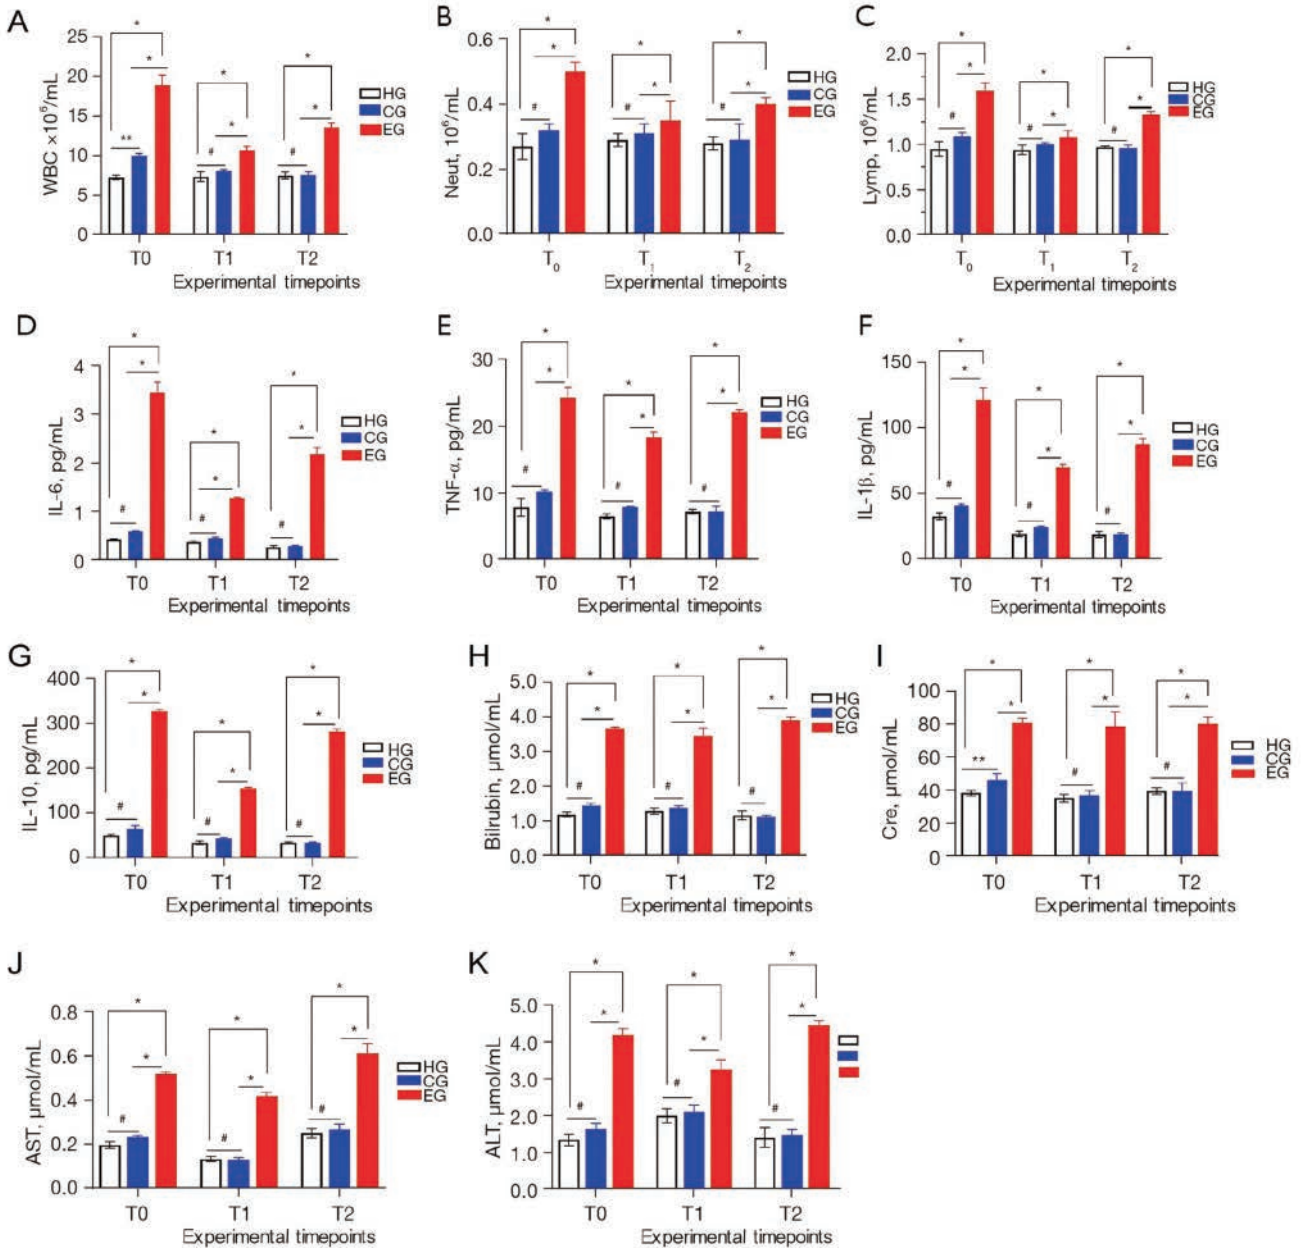 A
WBC ×10⁶/mL
25
20
15
10
5
0
*
*
**
*
*
#
*
*
#
T0
T1
T2
Experimental timepoints
HG
CG
EG
B
Neut, 10⁶/mL
0.6
0.4
0.2
0.0
*
*
#
*
*
#
*
*
#
T₀
T₁
T₂
Experimental timepoints
HG
CG
EG
C
Lymp, 10⁶/mL
2.0
1.5
1.0
0.5
0.0
*
*
#
*
*
#
*
*
#
T₀
T₁
T₂
Experimental timepoints
HG
CG
EG
D
IL-6, pg/mL
4
3
2
1
0
*
*
#
*
*
#
*
*
#
T0
T1
T2
Experimental timepoints
HG
CG
EG
E
TNF-α, pg/mL
30
20
10
0
*
*
#
*
*
#
*
*
#
T0
T1
T2
Experimental timepoints
HG
CG
EG
F
IL-1β, pg/mL
150
100
50
0
*
*
#
*
*
#
*
*
#
T0
T1
T2
Experimental timepoints
HG
CG
EG
G
IL-10, pg/mL
400
300
200
100
0
*
*
#
*
*
#
*
*
#
T0
T1
T2
Experimental timepoints
HG
CG
EG
H
Bilrubin, μmol/mL
5.0
4.0
3.0
2.0
1.0
0.0
*
*
#
*
*
#
*
*
#
T0
T1
T2
Experimental timepoints
HG
CG
EG
I
Cre, μmol/mL
100
80
60
40
20
0
*
*
**
*
*
#
*
*
#
T0
T1
T2
Experimental timepoints
HG
CG
EG
J
AST, μmol/mL
0.8
0.6
0.4
0.2
0.0
*
*
#
*
*
#
*
*
#
T0
T1
T2
Experimental timepoints
HG
CG
EG
K
ALT, μmol/mL
5.0
4.0
3.0
2.0
1.0
0.0
*
*
#
*
*
#
*
*
#
T0
T1
T2
Experimental timepoints